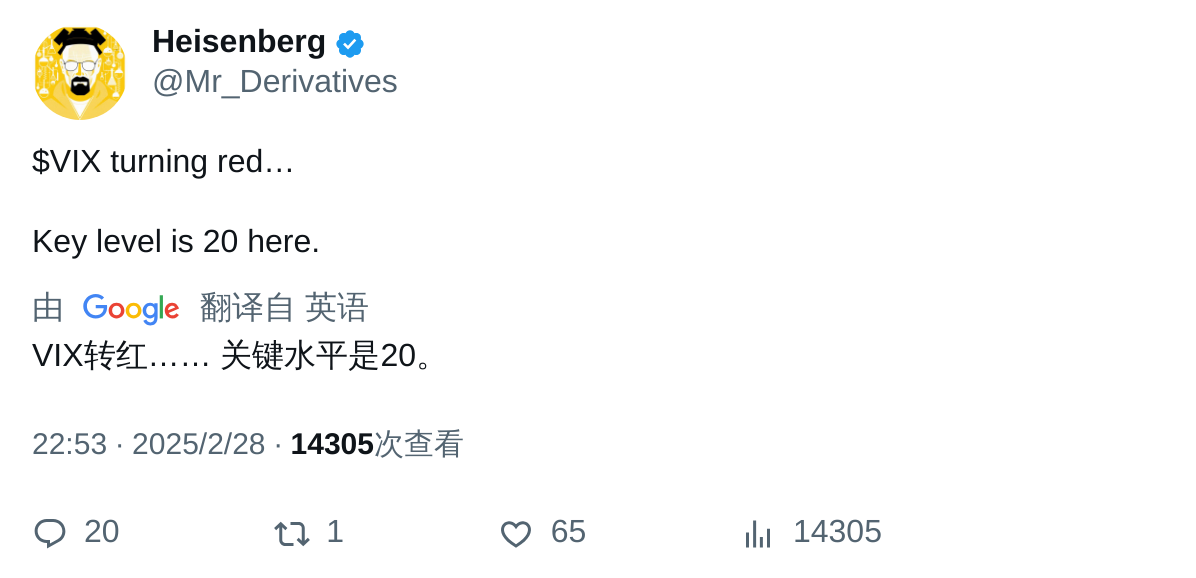 Heisenberg
@Mr_Derivatives
$VIX turning red…
Key level is 20 here.
由 Google 翻译自 英语
VIX转红…… 关键水平是20。
22:53 · 2025/2/28 · 14305次查看
20 1 65 14305